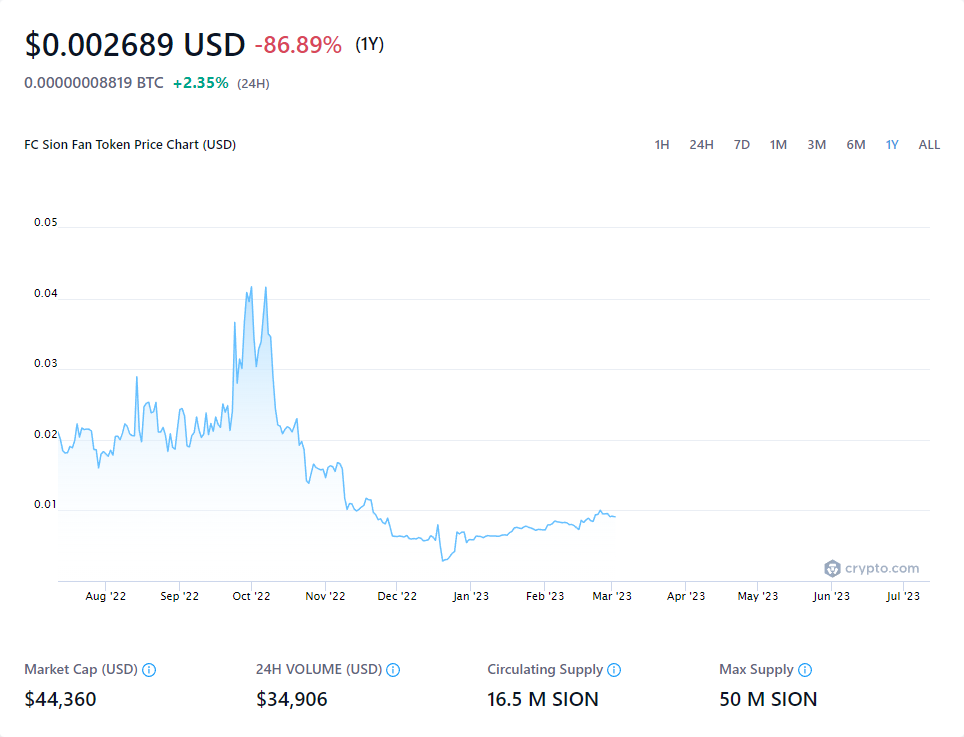 $0.002689 USD -86.89% (1Y)
0.00000008819 BTC +2.35% (24H)
FC Sion Fan Token Price Chart (USD) 1H 24H 7D 1M 3M 6M 1Y ALL
0.05
0.04
0.03
0.02
0.01
crypto.com
Aug '22 Sep '22 Oct '22 Nov '22 Dec '22 Jan '23 Feb '23 Mar '23 Apr '23 May '23 Jun '23 Jul '23
Market Cap (USD) 24H VOLUME (USD) Circulating Supply Max Supply
$44,360 $34,906 16.5 M SION 50 M SION